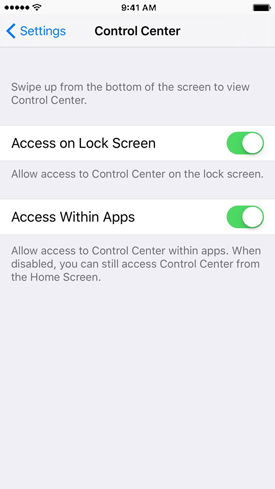 9:41 AM
Settings
Control Center
Swipe up from the bottom of the screen to view
Control Center.
Access on Lock Screen
Allow access to Control Center on the lock screen.
Access Within Apps
Allow access to Control Center within apps. When
disabled, you can still access Control Center from
the Home Screen.